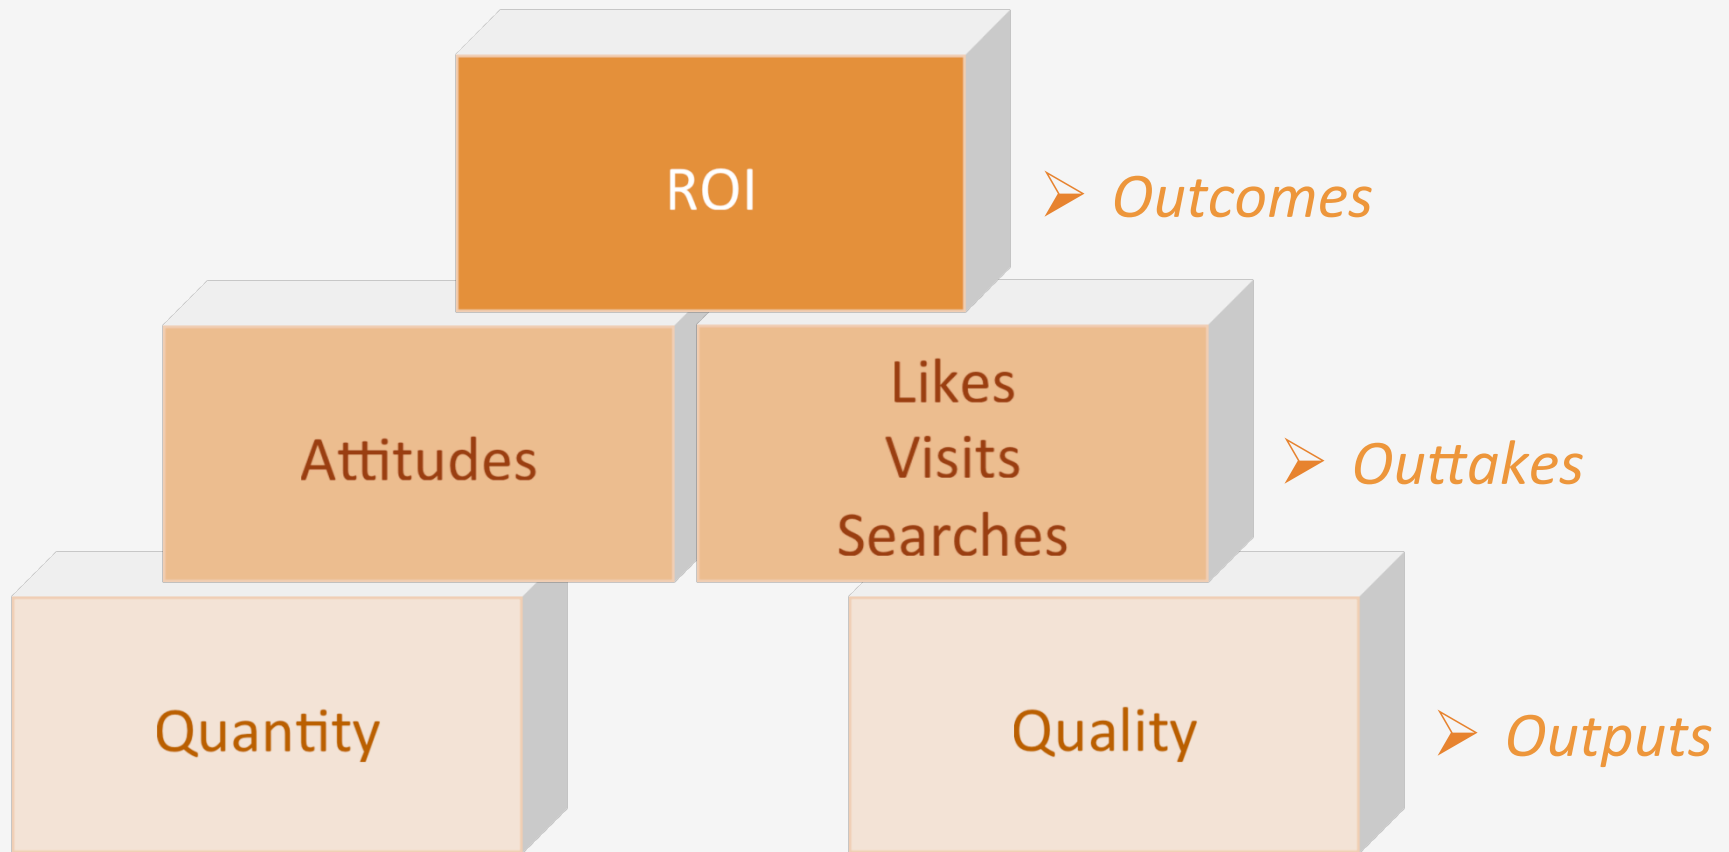 ROI
Outcomes
Attitudes
Likes
Visits
Searches
Outtakes
Quantity
Quality
Outputs